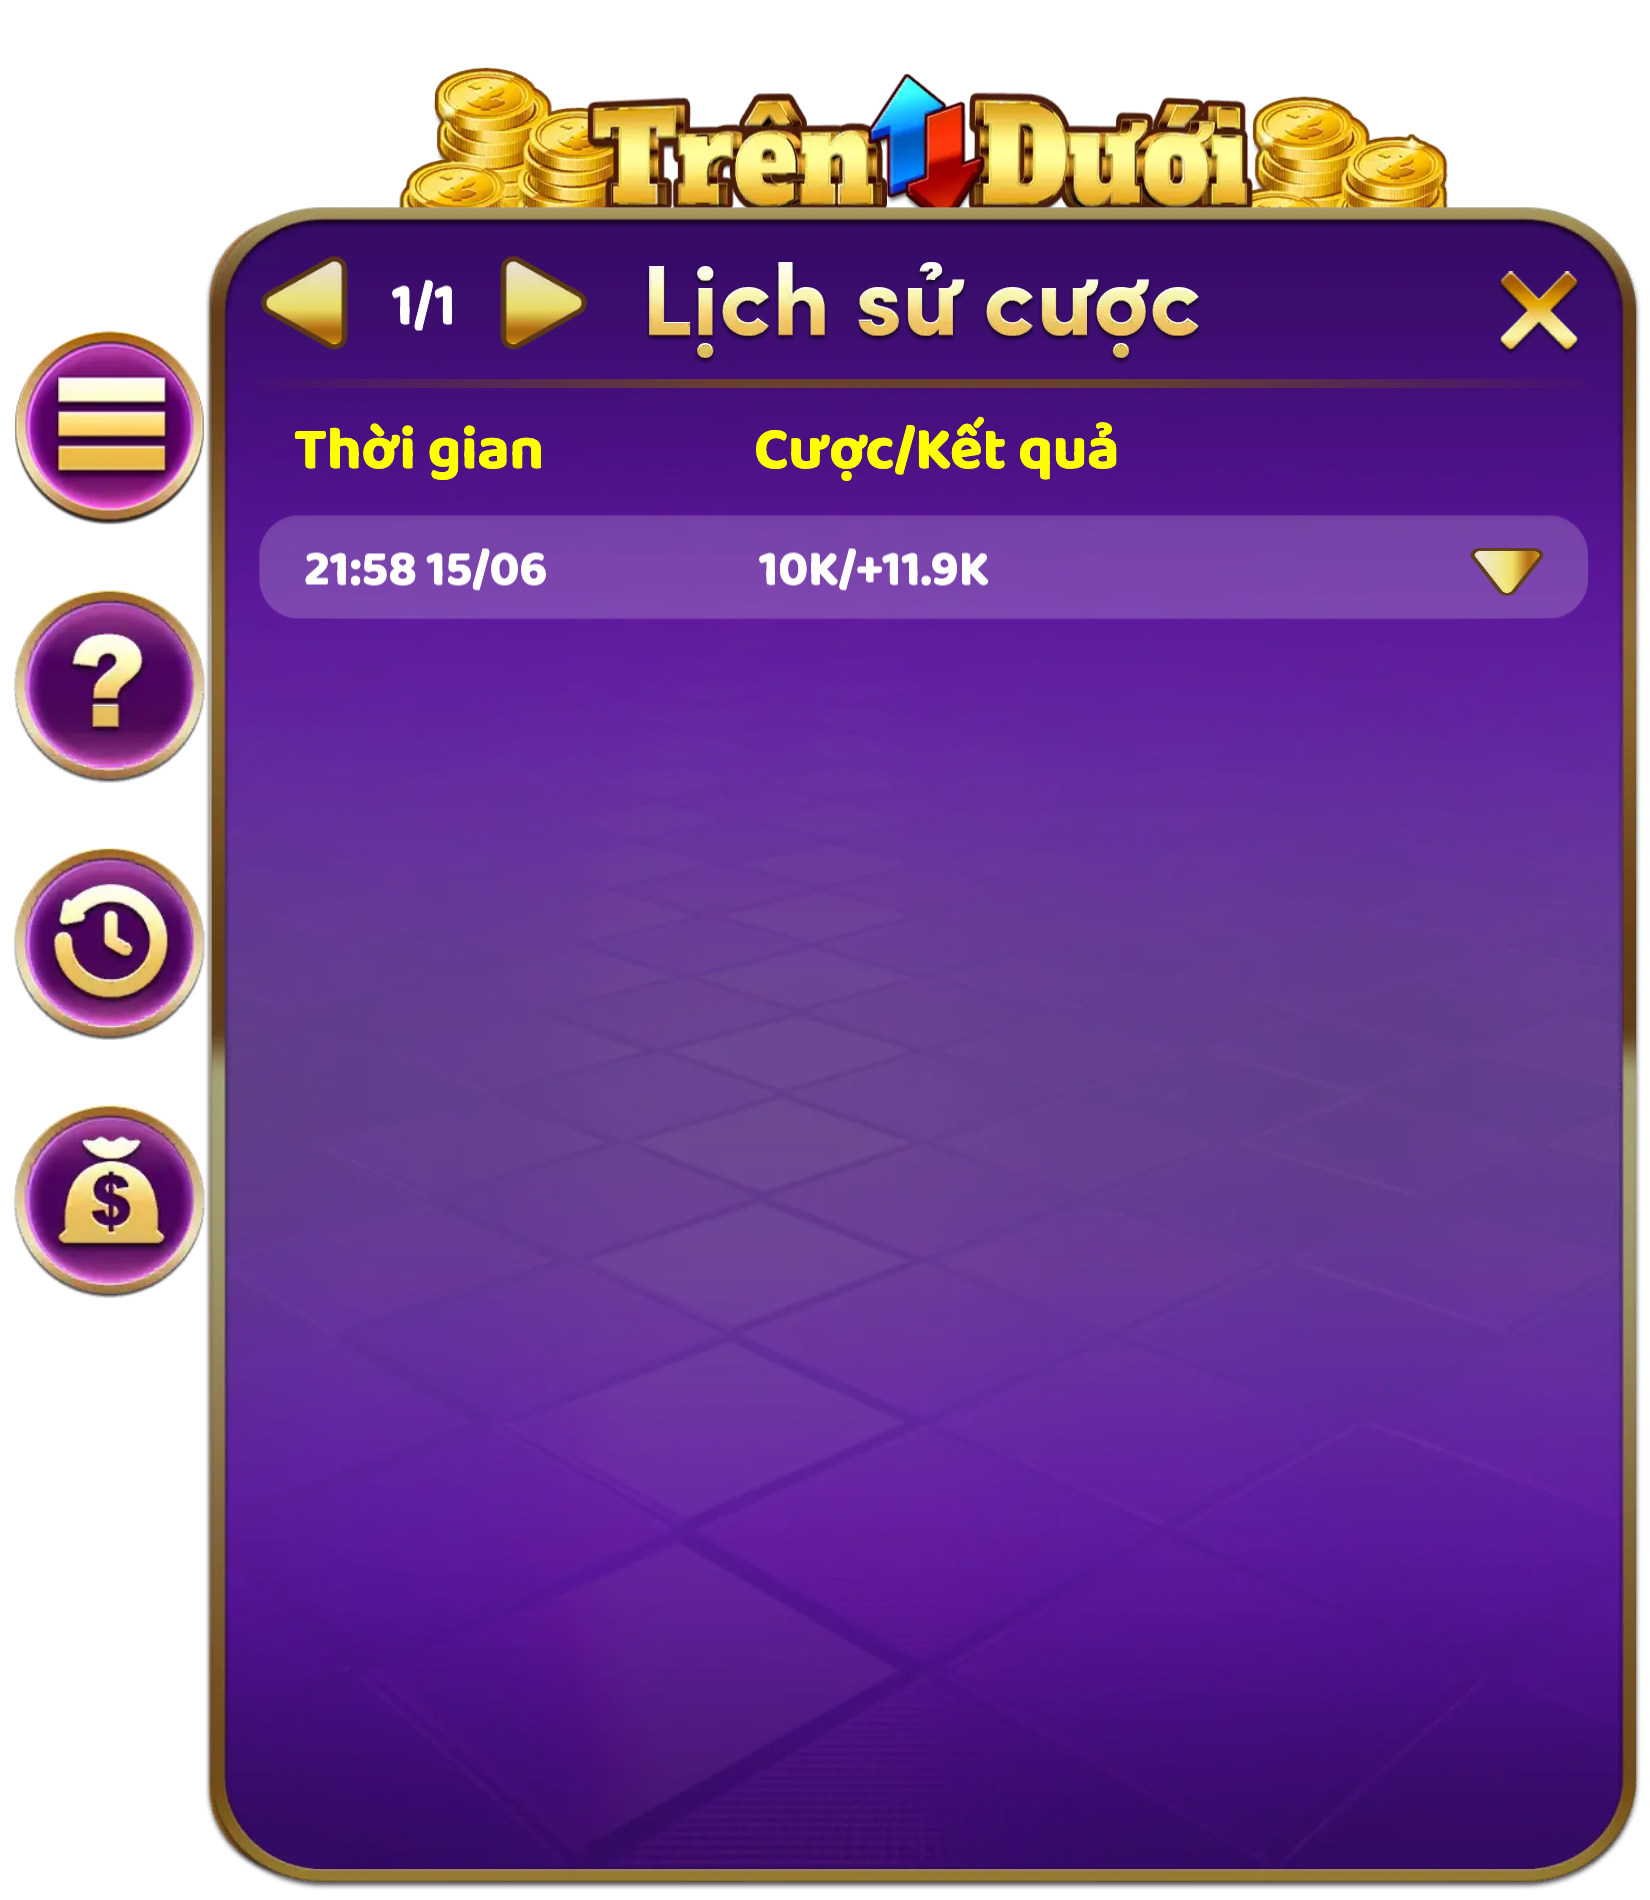 Trên Dưới
1/1 Lịch sử cược
Thời gian Cược/Kết quả
21:58 15/06 10K/+11.9K